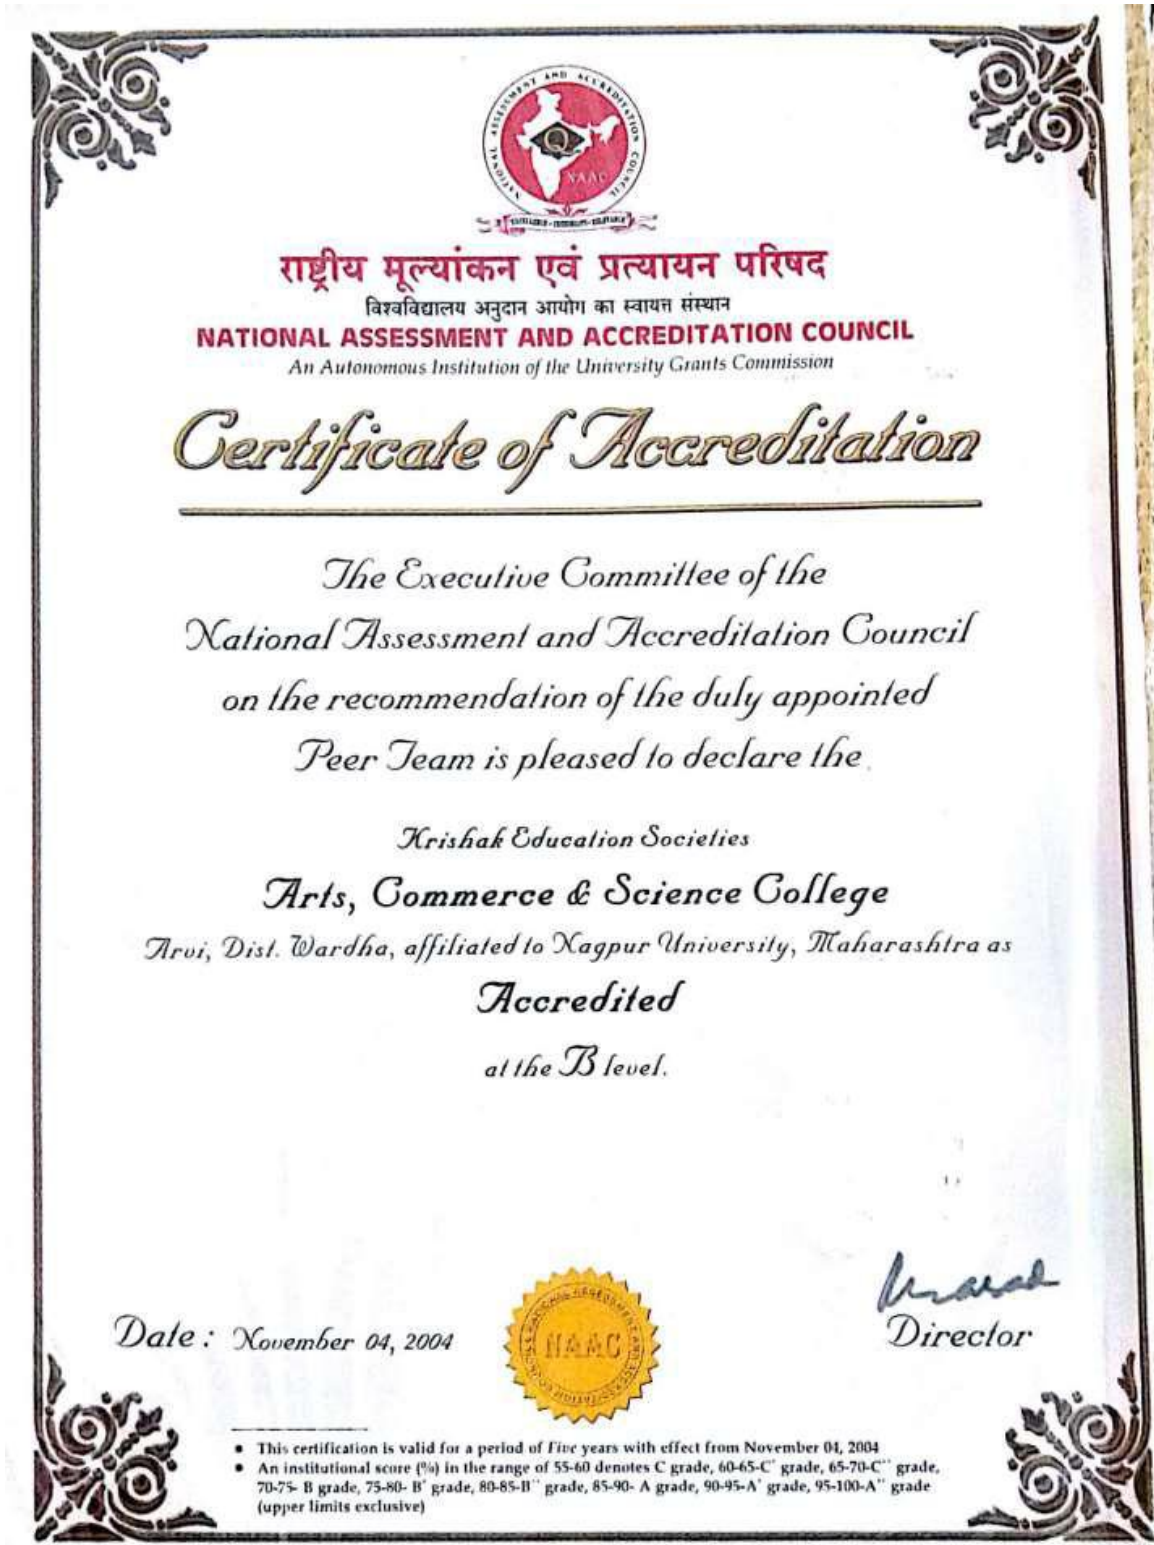 NATIONAL ASSESSMENT AND ACCREDITATION COUNCIL
NAAC
राष्ट्रीय मूल्यांकन एवं प्रत्यायन परिषद
विश्वविद्यालय अनुदान आयोग का स्वायत्त संस्थान
NATIONAL ASSESSMENT AND ACCREDITATION COUNCIL
An Autonomous Institution of the University Grants Commission
Certificate of Accreditation
The Executive Committee of the
National Assessment and Accreditation Council
on the recommendation of the duly appointed
Peer Team is pleased to declare the
Krishak Education Societies
Arts, Commerce & Science College
Arvi, Dist. Wardha, affiliated to Nagpur University, Maharashtra as
Accredited
at the B level.
Date : November 04, 2004
NAAC
Director
• This certification is valid for a period of Five years with effect from November 04, 2004
• An institutional score (%) in the range of 55-60 denotes C grade, 60-65-C⁺ grade, 65-70-C⁺⁺ grade,
70-75- B grade, 75-80- B⁺ grade, 80-85-B⁺⁺ grade, 85-90- A grade, 90-95-A⁺ grade, 95-100-A⁺⁺ grade
(upper limits exclusive)